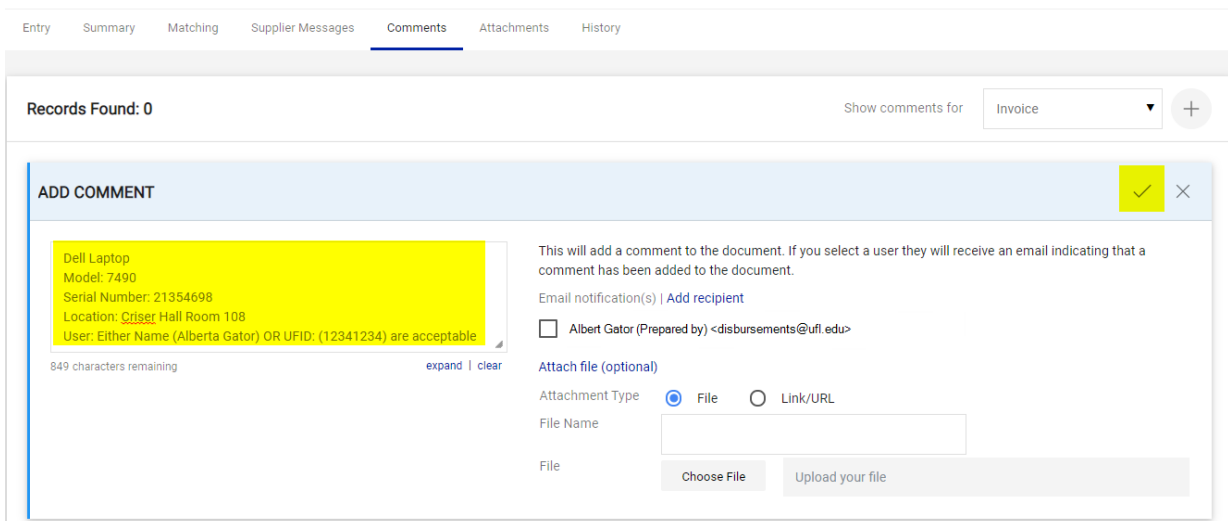 Entry Summary Matching Supplier Messages Comments Attachments History
Records Found: 0
Show comments for Invoice
ADD COMMENT
Dell Laptop
Model: 7490
Serial Number: 21354698
Location: Criser Hall Room 108
User: Either Name (Alberta Gator) OR UFID: (12341234) are acceptable
849 characters remaining
expand | clear
This will add a comment to the document. If you select a user they will receive an email indicating that a
comment has been added to the document.
Email notification(s) | Add recipient
Albert Gator (Prepared by) <disbursements@ufl.edu>
Attach file (optional)
Attachment Type File Link/URL
File Name
File Choose File Upload your file